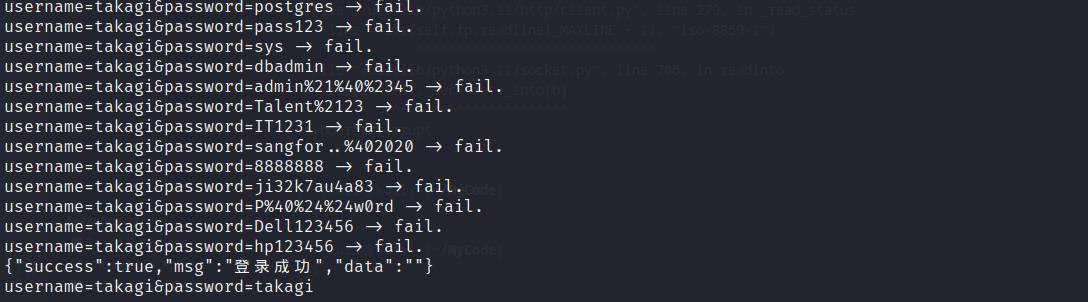 username=takagi&password=postgres -> fail.
username=takagi&password=pass123 -> fail.
username=takagi&password=sys -> fail.
username=takagi&password=dbadmin -> fail.
username=takagi&password=admin%21%40%2345 -> fail.
username=takagi&password=Talent%2123 -> fail.
username=takagi&password=IT1231 -> fail.
username=takagi&password=sangfor..%402020 -> fail.
username=takagi&password=8888888 -> fail.
username=takagi&password=ji32k7au4a83 -> fail.
username=takagi&password=P%40%24%24w0rd -> fail.
username=takagi&password=Dell123456 -> fail.
username=takagi&password=hp123456 -> fail.
{"success":true,"msg":"登录成功","data":""}
username=takagi&password=takagi